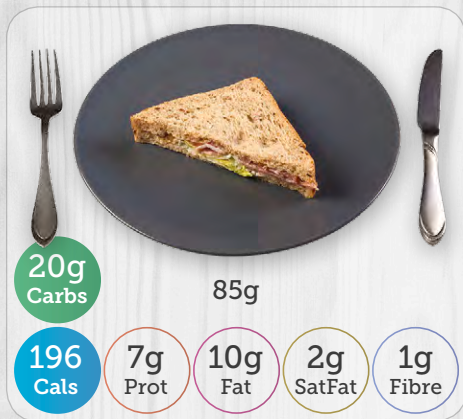 20g
Carbs
85g
196
Cals
7g
Prot
10g
Fat
2g
SatFat
1g
Fibre